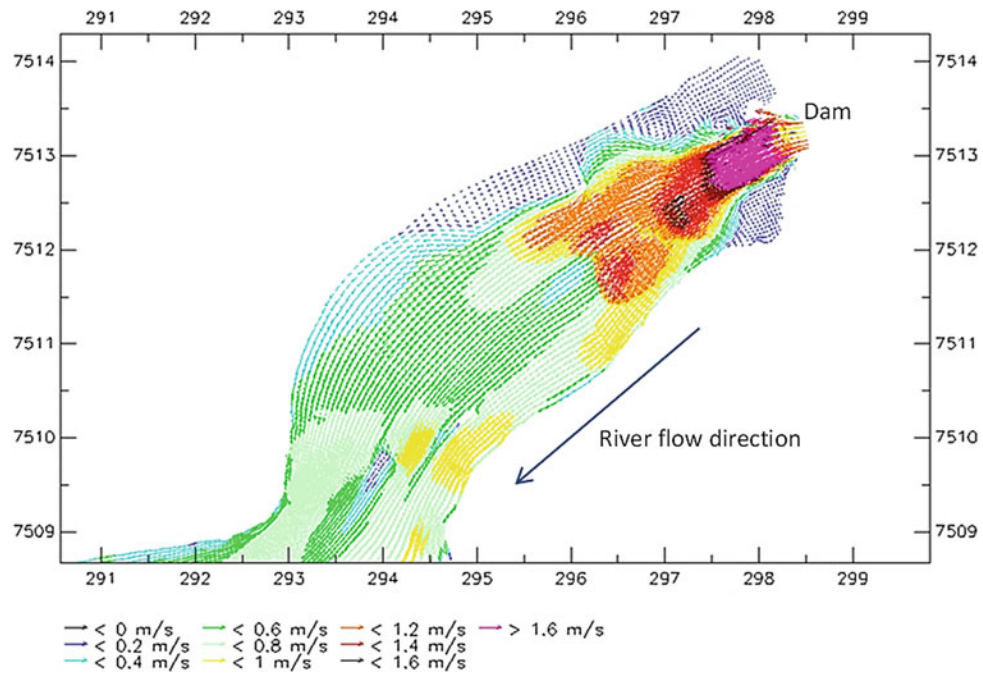 291 292 293 294 295 296 297 298 299
7514 7514
Dam
7513 7513
7512 7512
7511 7511
River flow direction
7510 7510
7509 7509
291 292 293 294 295 296 297 298 299
< 0 m/s < 0.6 m/s < 1.2 m/s > 1.6 m/s
< 0.2 m/s < 0.8 m/s < 1.4 m/s
< 0.4 m/s < 1 m/s < 1.6 m/s